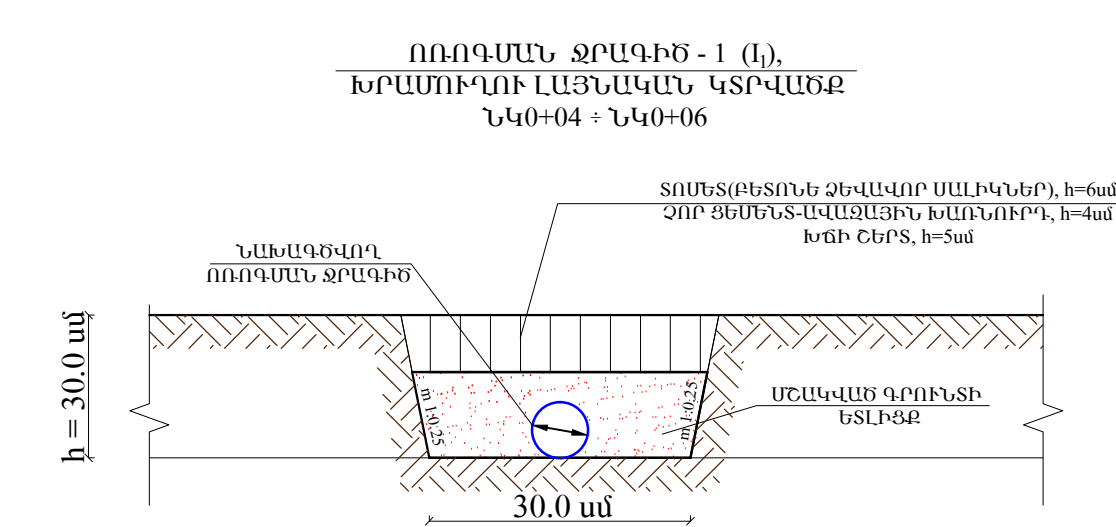 ՈՌՈԳՄԱՆ ՋՐԱԳԻԾ - 1 (I₁),
ԽՐԱՄՈՒՂՈՒ ԼԱՅՆԱԿԱՆ ԿՏՐՎԱԾՔ
ՆԿ0+04 ÷ ՆԿ0+06
ՏՈՄԵՏ(ԲԵՏՈՆԵ ՁԵՎԱՎՈՐ ՍԱԼԻԿՆԵՐ), h=6սմ
ՉՈՐ ՑԵՄԵՆՏ-ԱՎԱԶԱՅԻՆ ԽԱՌՆՈՒՐԴ, h=4սմ
ԽՃԻ ՇԵՐՏ, h=5սմ
ՆԱԽԱԳԾՎՈՂ
ՈՌՈԳՄԱՆ ՋՐԱԳԻԾ
h = 30.0 սմ
m 1:0.25
m 1:0.25
ՄՇԱԿՎԱԾ ԳՐՈՒՆՏԻ
ԵՏԼԻՑՔ
30.0 սմ